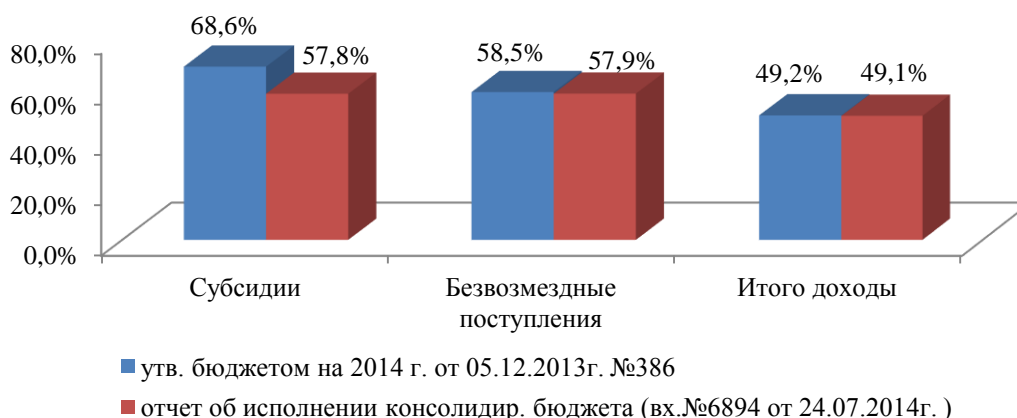 68,6%
57,8%
58,5%
57,9%
49,2%
49,1%
80,0%
60,0%
40,0%
20,0%
0,0%
Субсидии
Безвозмездные
поступления
Итого доходы
утв. бюджетом на 2014 г. от 05.12.2013г. №386
отчет об исполнении консолидир. бюджета (вх.№6894 от 24.07.2014г. )